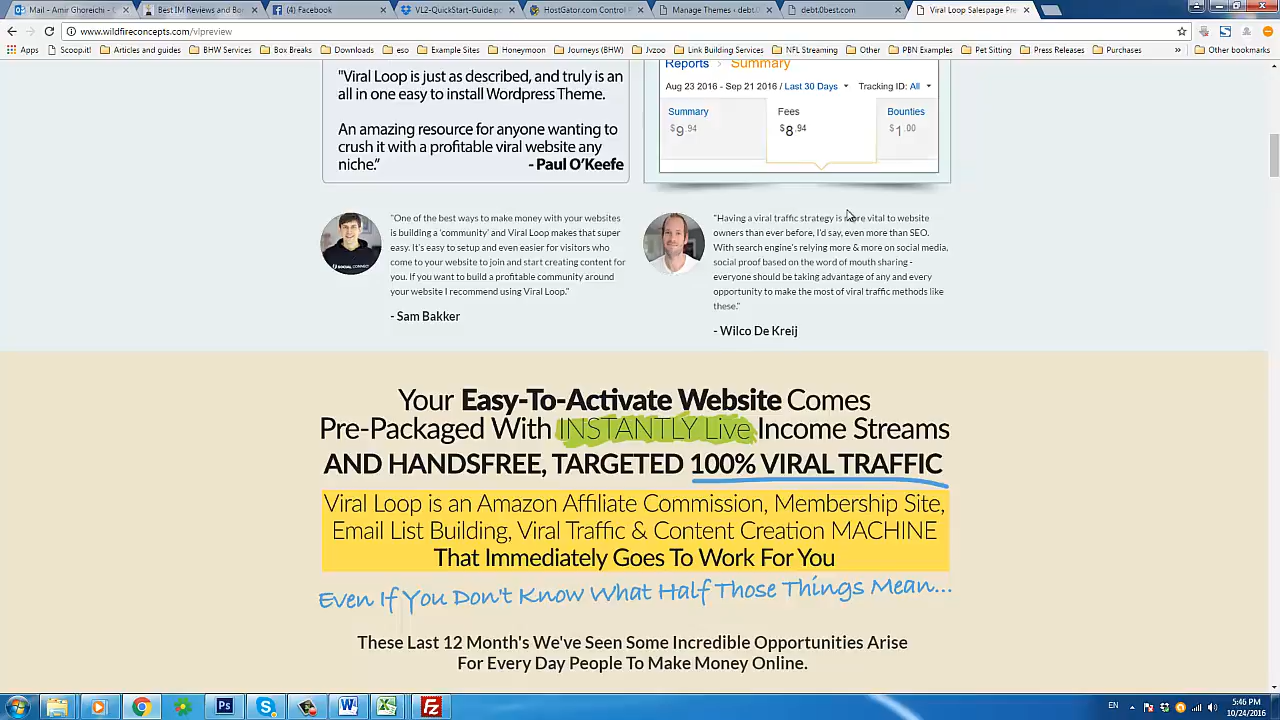 Mail - Amir Ghoreichi - O
Best IM Reviews and Bon
(4) Facebook
VL2-QuickStart-Guide.pd
HostGator.com Control P
Manage Themes ‹ debt.0
debt.0best.com
Viral Loop Salespage Pre
www.wildfireconcepts.com/vlpreview
Apps
Scoop.it!
Articles and guides
BHW Sections
Box Breaks
Downloads
eso
Example Sites
Honeymoon
Journeys (BHW)
Jvzoo
Link Building Services
NFL Streaming
Other
PBN Examples
Pet Sitting
Press Releases
Purchases
»
Other bookmarks
"Viral Loop is just as described, and truly is an
all in one easy to install Wordpress Theme.
An amazing resource for anyone wanting to
crush it with a profitable viral website any
niche."
- Paul O'Keefe
Reports › Summary
Aug 23 2016 - Sep 21 2016 / Last 30 Days
Tracking ID: All
Summary
Fees
Bounties
$9.94
$8.94
$1.00
"One of the best ways to make money with your websites
is building a 'community' and Viral Loop makes that super
easy. It's easy to setup and even easier for visitors who
come to your website to join and start creating content for
you. If you want to build a profitable community around
your website I recommend using Viral Loop."
- Sam Bakker
"Having a viral traffic strategy is more vital to website
owners than ever before, I'd say, even more than SEO.
With search engine's relying more & more on social media,
social proof based on the word of mouth sharing -
everyone should be taking advantage of any and every
opportunity to make the most of viral traffic methods like
these."
- Wilco De Kreij
Your Easy-To-Activate Website Comes
Pre-Packaged With INSTANTLY Live Income Streams
AND HANDSFREE, TARGETED 100% VIRAL TRAFFIC
Viral Loop is an Amazon Affiliate Commission, Membership Site,
Email List Building, Viral Traffic & Content Creation MACHINE
That Immediately Goes To Work For You
Even If You Don't Know What Half Those Things Mean...
These Last 12 Month's We've Seen Some Incredible Opportunities Arise
For Every Day People To Make Money Online.
EN
5:46 PM
10/24/2016